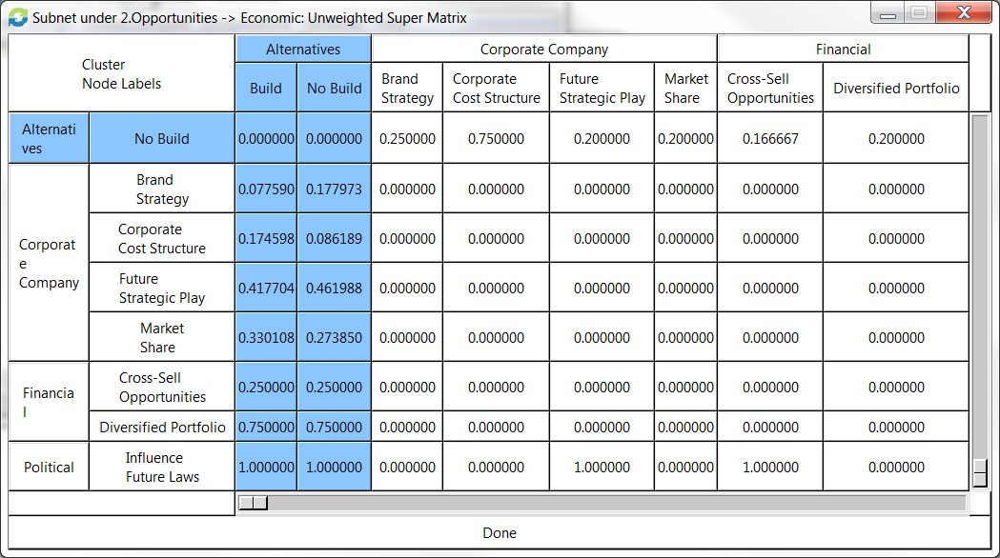 Subnet under 2.Opportunities -> Economic: Unweighted Super Matrix
Cluster
Node Labels
Alternatives
Corporate Company
Financial
Build
No Build
Brand
Strategy
Corporate
Cost Structure
Future
Strategic Play
Market
Share
Cross-Sell
Opportunities
Diversified Portfolio
Alternati
ves
No Build
0.000000 0.000000 0.250000 0.750000 0.200000 0.200000 0.166667 0.200000
Corporat
e
Company
Brand
Strategy
0.077590 0.177973 0.000000 0.000000 0.000000 0.000000 0.000000 0.000000
Corporate
Cost Structure
0.174598 0.086189 0.000000 0.000000 0.000000 0.000000 0.000000 0.000000
Future
Strategic Play
0.417704 0.461988 0.000000 0.000000 0.000000 0.000000 0.000000 0.000000
Market
Share
0.330108 0.273850 0.000000 0.000000 0.000000 0.000000 0.000000 0.000000
Financia
l
Cross-Sell
Opportunities
0.250000 0.250000 0.000000 0.000000 0.000000 0.000000 0.000000 0.000000
Diversified Portfolio
0.750000 0.750000 0.000000 0.000000 0.000000 0.000000 0.000000 0.000000
Political
Influence
Future Laws
1.000000 1.000000 0.000000 0.000000 1.000000 0.000000 1.000000 0.000000
Done